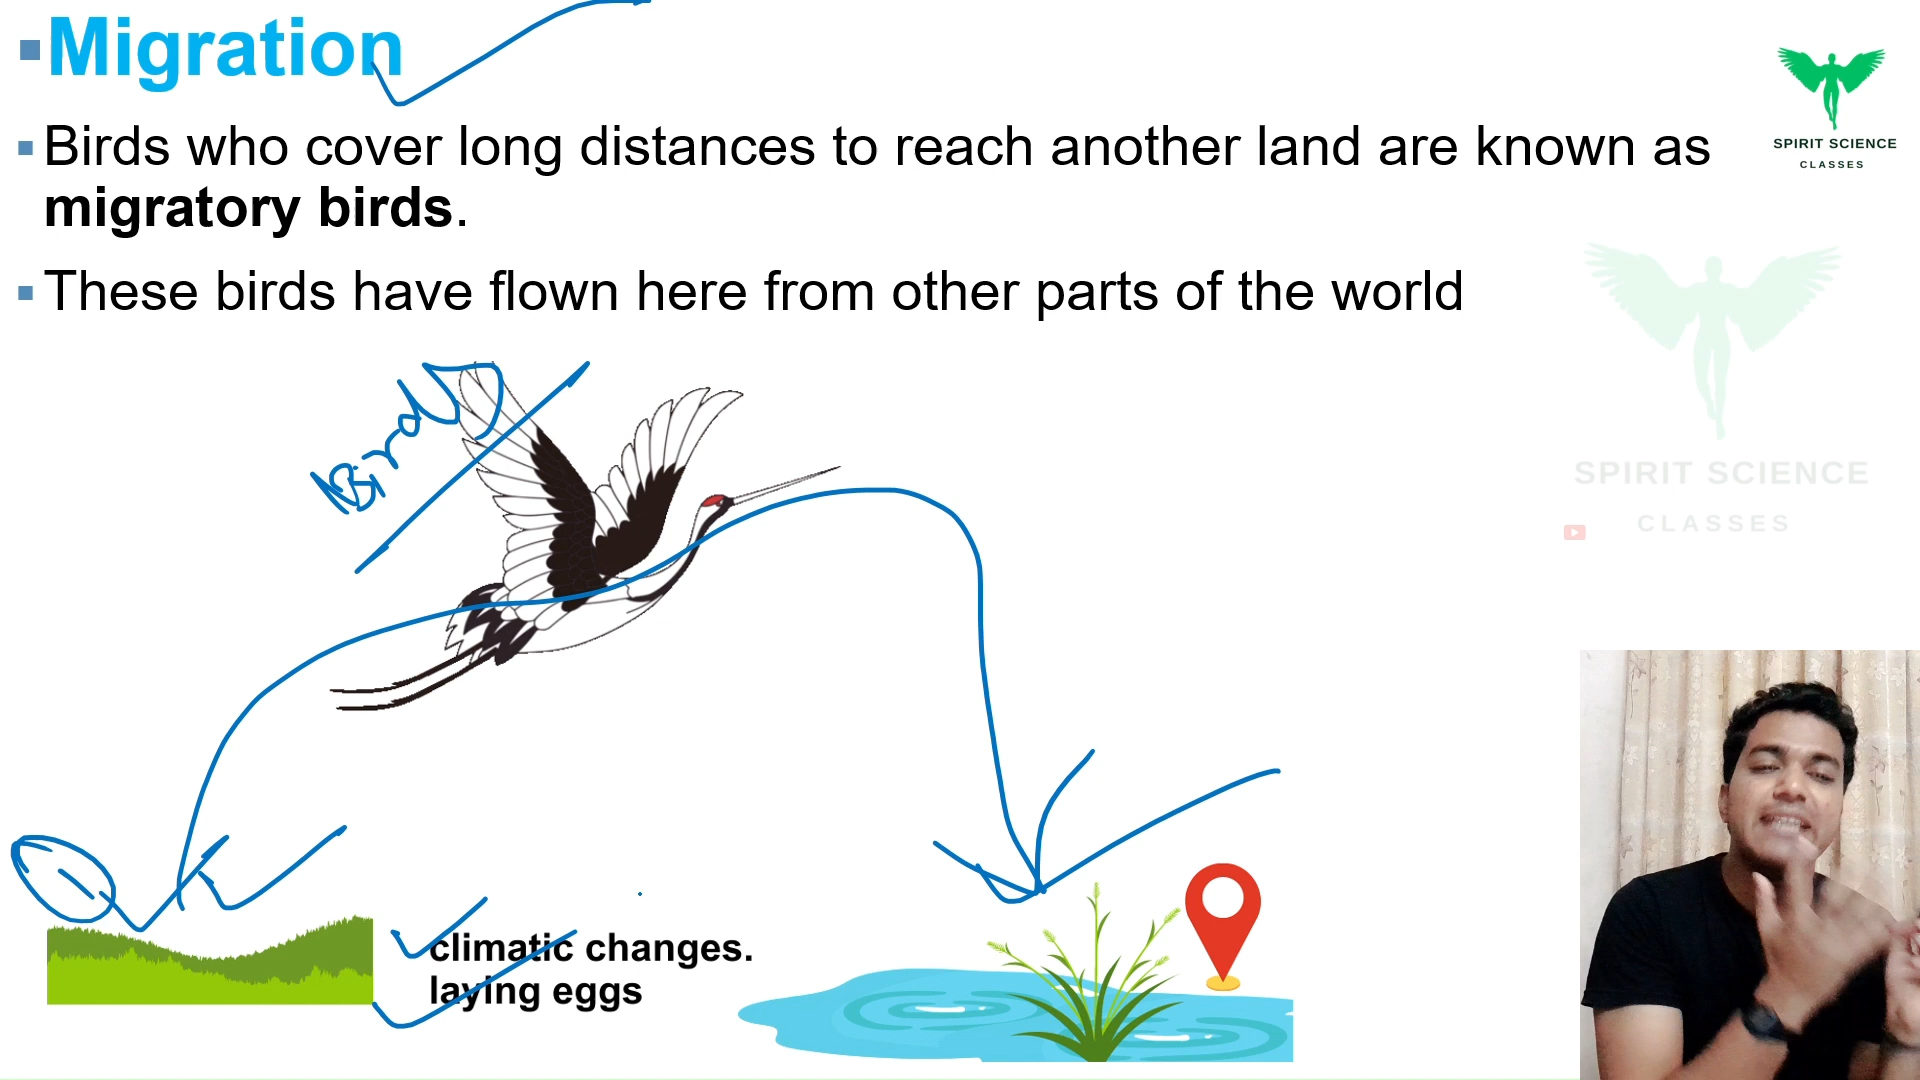 Migration
Birds who cover long distances to reach another land are known as
migratory birds.
These birds have flown here from other parts of the world
SPIRIT SCIENCE
CLASSES
SPIRIT SCIENCE
CLASSES
Birds
climatic changes.
laying eggs